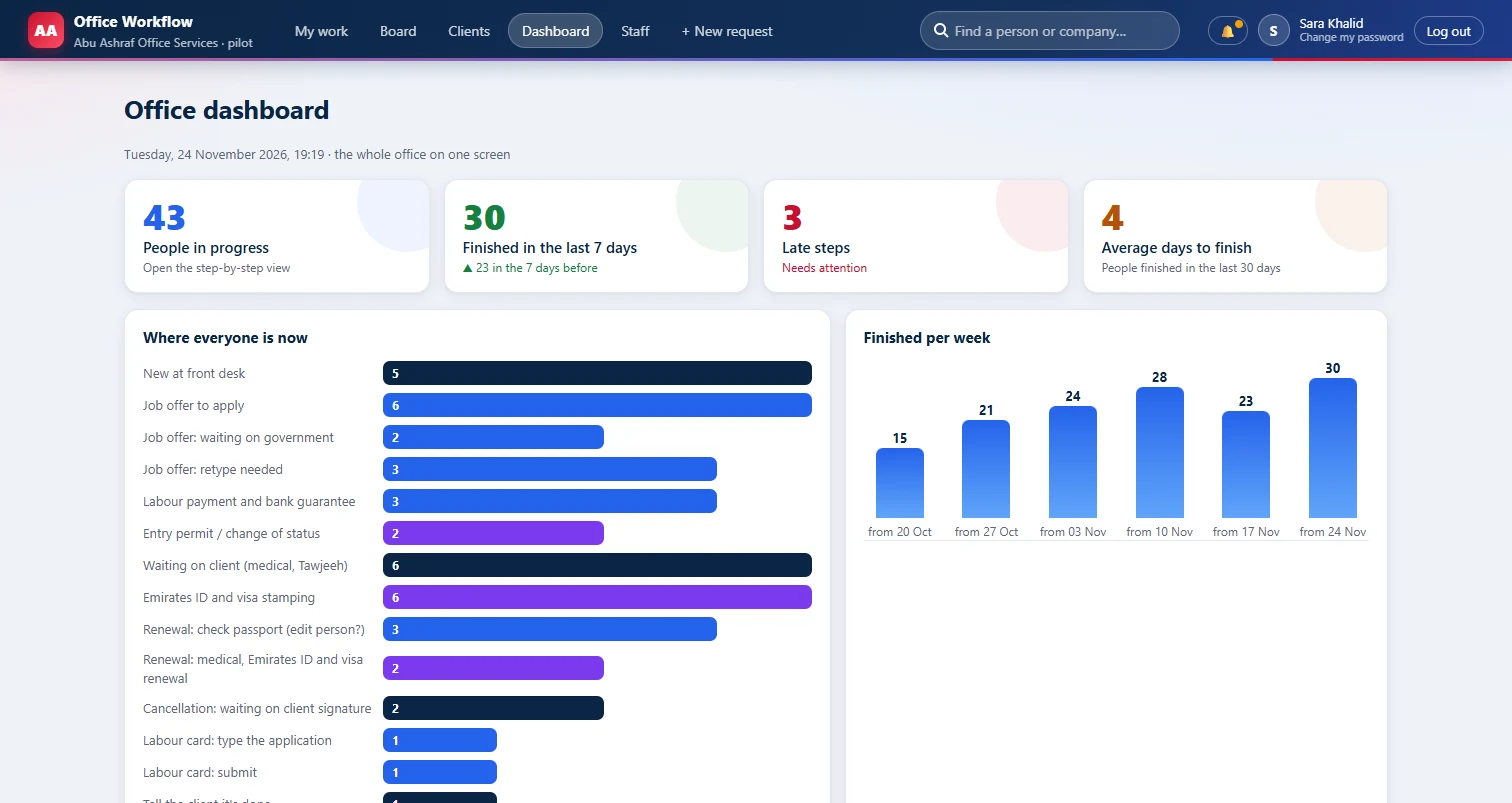 AA
Office Workflow
Abu Ashraf Office Services · pilot
My work
Board
Clients
Dashboard
Staff
+ New request
Find a person or company...
S
Sara Khalid
Change my password
Log out
Office dashboard
Tuesday, 24 November 2026, 19:19 · the whole office on one screen
43
People in progress
Open the step-by-step view
30
Finished in the last 7 days
▲ 23 in the 7 days before
3
Late steps
Needs attention
4
Average days to finish
People finished in the last 30 days
Where everyone is now
New at front desk 5
Job offer to apply 6
Job offer: waiting on government 2
Job offer: retype needed 3
Labour payment and bank guarantee 3
Entry permit / change of status 2
Waiting on client (medical, Tawjeeh) 6
Emirates ID and visa stamping 6
Renewal: check passport (edit person?) 3
Renewal: medical, Emirates ID and visa
renewal 2
Cancellation: waiting on client signature 2
Labour card: type the application 1
Labour card: submit 1
Tell the client it's done
Finished per week
15 21 24 28 23 30
from 20 Oct from 27 Oct from 03 Nov from 10 Nov from 17 Nov from 24 Nov